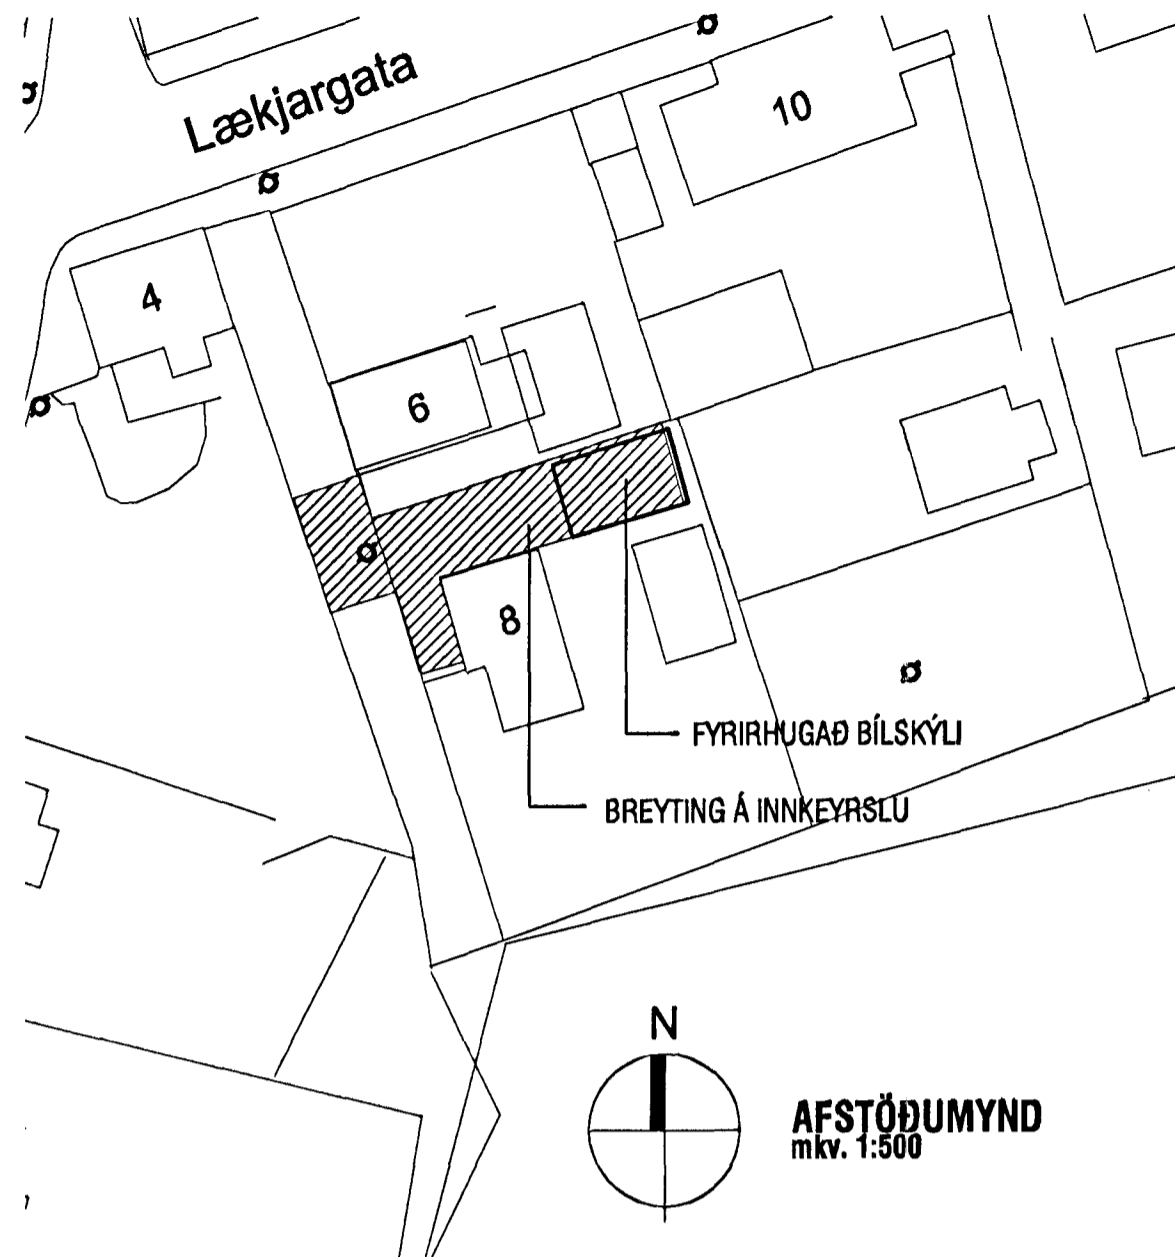 Lækjargata
10
4
6
8
FYRIRHUGAÐ BÍLSKÝLI
BREYTING Á INNKEYRSLU
N
AFSTÖÐUMYND
mkv. 1:500